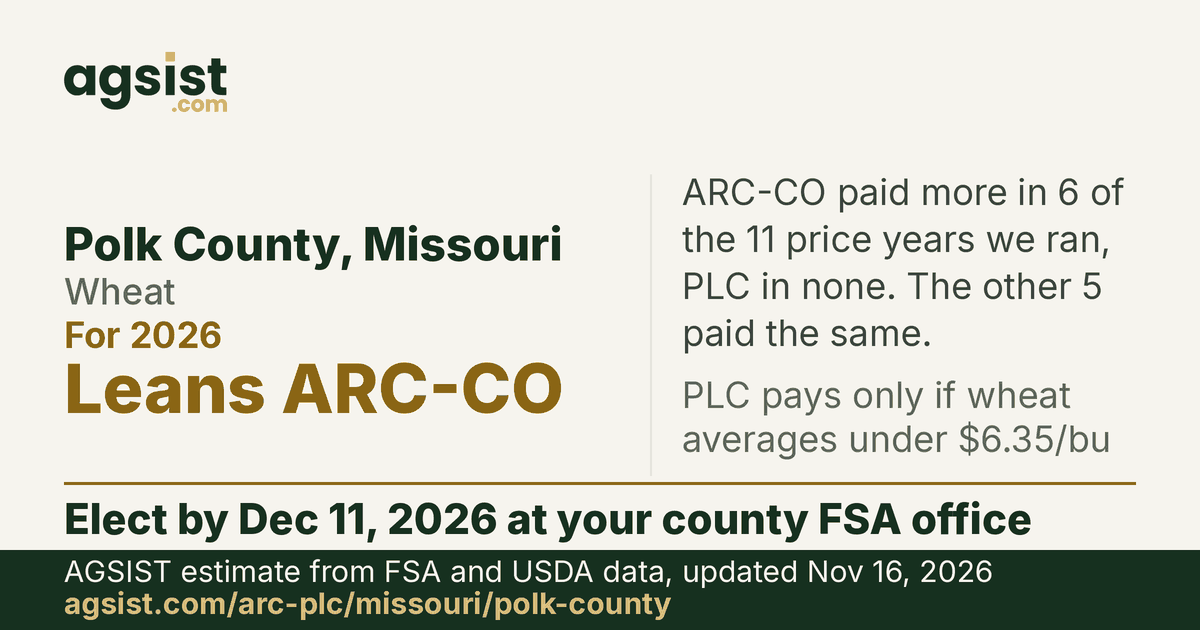 agsist
.com
Polk County, Missouri
Wheat
For 2026
Leans ARC-CO
ARC-CO paid more in 6 of
the 11 price years we ran,
PLC in none. The other 5
paid the same.
PLC pays only if wheat
averages under $6.35/bu
Elect by Dec 11, 2026 at your county FSA office
AGSIST estimate from FSA and USDA data, updated Nov 16, 2026
agsist.com/arc-plc/missouri/polk-county